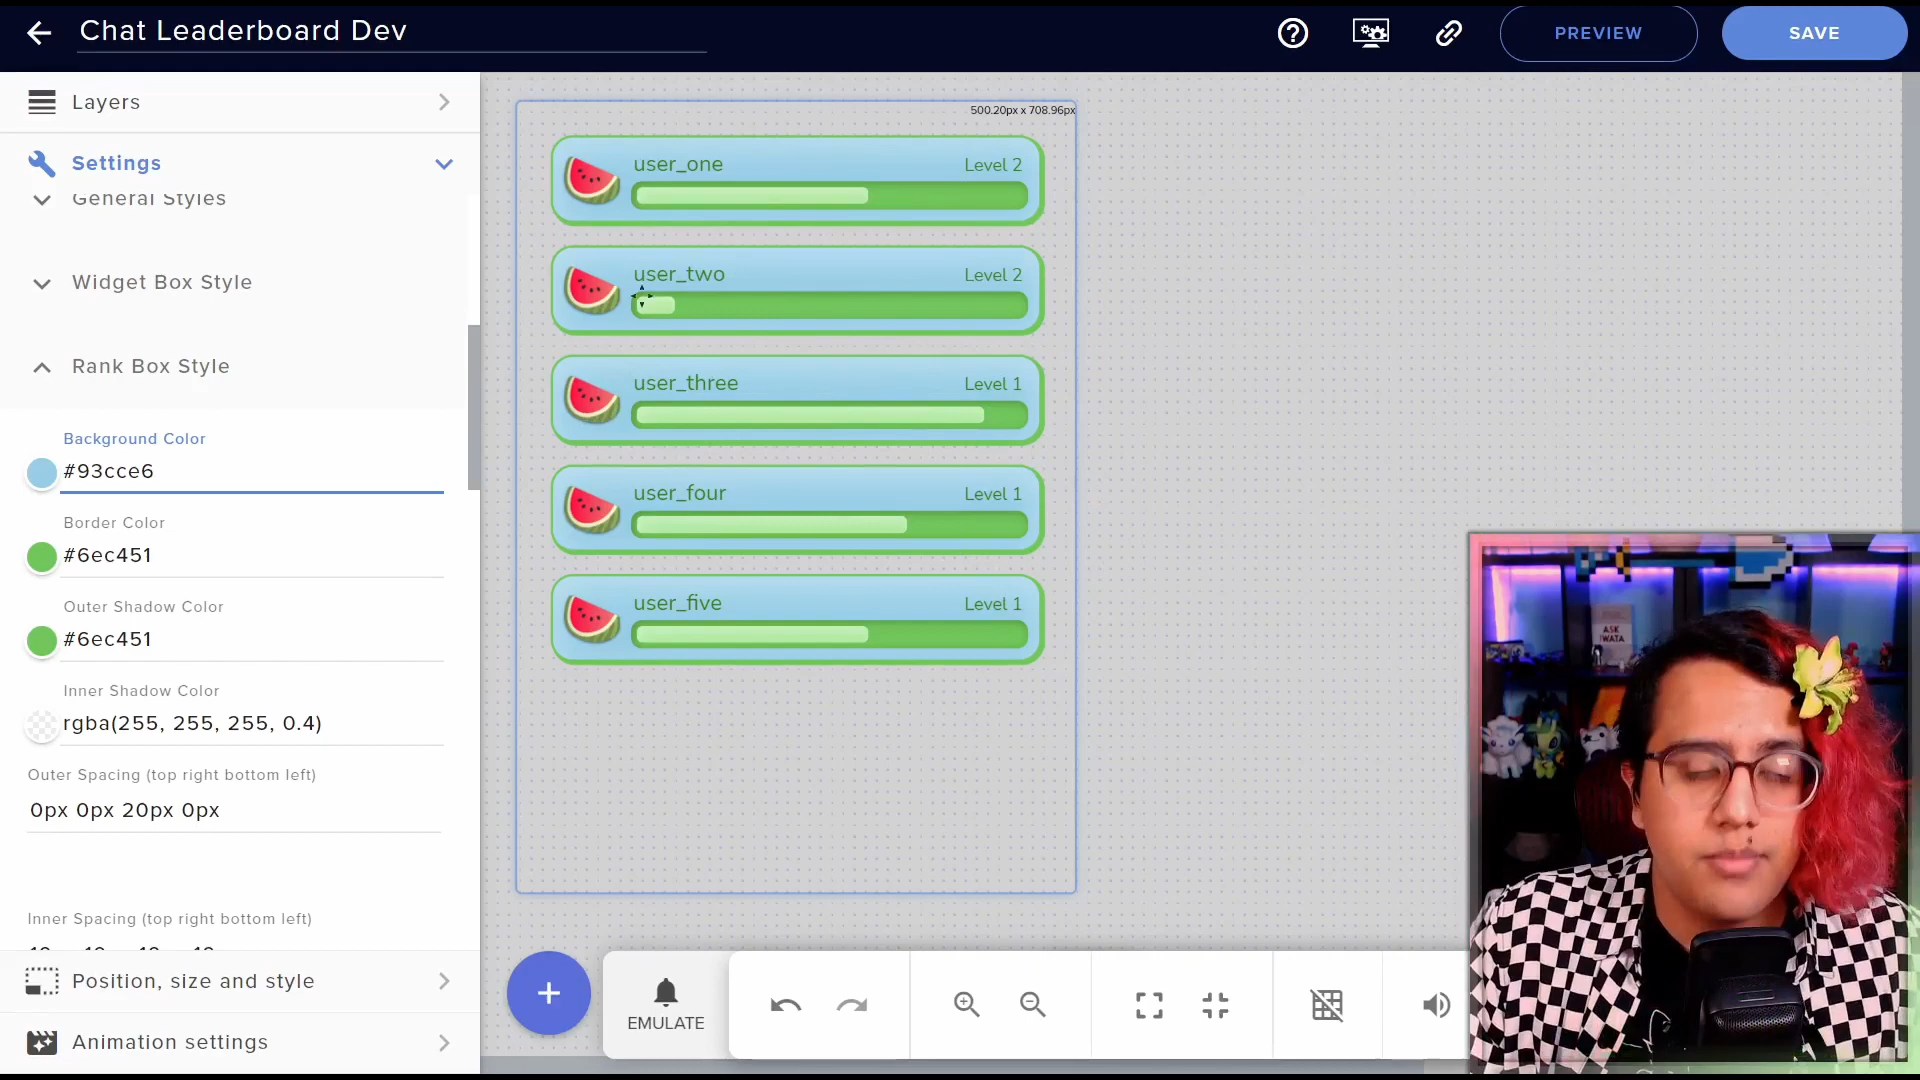 Chat Leaderboard Dev
PREVIEW
SAVE
Layers
Settings
General Styles
Widget Box Style
Rank Box Style
Background Color
#93cce6
Border Color
#6ec451
Outer Shadow Color
#6ec451
Inner Shadow Color
rgba(255, 255, 255, 0.4)
Outer Spacing (top right bottom left)
0px 0px 20px 0px
Inner Spacing (top right bottom left)
Position, size and style
Animation settings
500.20px x 708.96px
user_one
Level 2
user_two
Level 2
user_three
Level 1
user_four
Level 1
user_five
Level 1
EMULATE
ASK
IWATA